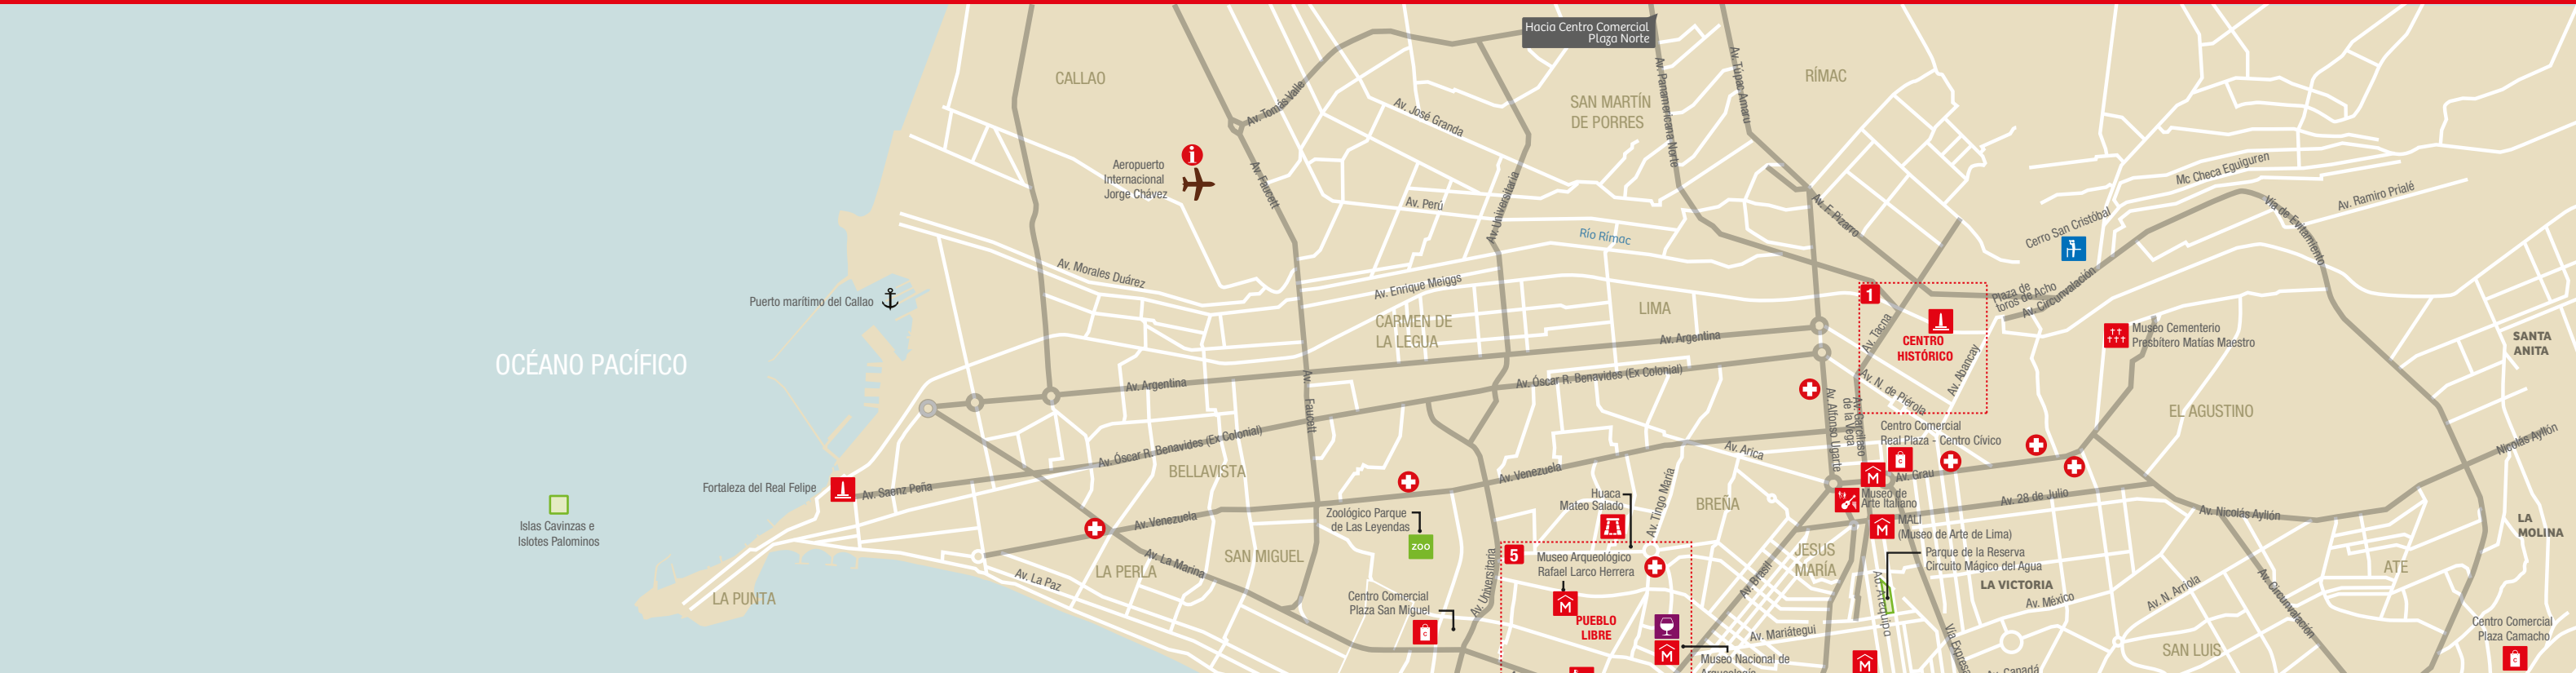 Hacia Centro Comercial
Plaza Norte
CALLAO
RÍMAC
SAN MARTÍN
DE PORRES
Av. Tomás Valle
Av. José Granda
Av. Panamericana Norte
Av. Túpac Amaru
i
Aeropuerto
Internacional
Jorge Chávez
Av. Faucett
Av. Perú
Av. Universitaria
Río Rímac
Av. F. Pizarro
Mc Checa Eguiguren
Av. Ramiro Prialé
Vía de Evitamiento
Cerro San Cristóbal
Av. Morales Duárez
Av. Enrique Meiggs
Plaza de
toros de Acho
Av. Circunvalación
Puerto marítimo del Callao
1
LIMA
CARMEN DE
LA LEGUA
Av. Argentina
Av. Tacna
CENTRO
HISTÓRICO
Av. Abancay
Museo Cementerio
Presbítero Matías Maestro
SANTA
ANITA
OCÉANO PACÍFICO
Av. Argentina
Av.
Faucett
Av. Óscar R. Benavides (Ex Colonial)
Av. N. de Piérola
Av. Alfonso Ugarte
Av. Garcilaso
de la Vega
EL AGUSTINO
Centro Comercial
Real Plaza - Centro Cívico
C
Nicolás Ayllón
Av. Óscar R. Benavides (Ex Colonial)
BELLAVISTA
Av. Venezuela
Av. Arica
Av. Grau
Fortaleza del Real Felipe
Av. Saenz Peña
Huaca
Mateo Salado
Av. Tingo María
BREÑA
M
Museo de
Arte Italiano
Av. 28 de Julio
Av. Nicolás Ayllón
Islas Cavinzas e
Islotes Palominos
Av. Venezuela
Zoológico Parque
de Las Leyendas
ZOO
M
MALI
(Museo de Arte de Lima)
LA
MOLINA
SAN MIGUEL
Av. La Marina
LA PERLA
Av. La Paz
LA PUNTA
5
Museo Arqueológico
Rafael Larco Herrera
M
PUEBLO
LIBRE
JESUS
MARÍA
Parque de la Reserva
Circuito Mágico del Agua
LA VICTORIA
ATE
Centro Comercial
Plaza San Miguel
C
Av. Universitaria
Av. Brasil
Av. Arequipa
Av. México
Av. N. Arriola
Av. Circunvalación
Av. Mariátegui
Centro Comercial
Plaza Camacho
C
M
Museo Nacional de
Arqueología
M
Vía Expresa
Av. Canadá
SAN LUIS